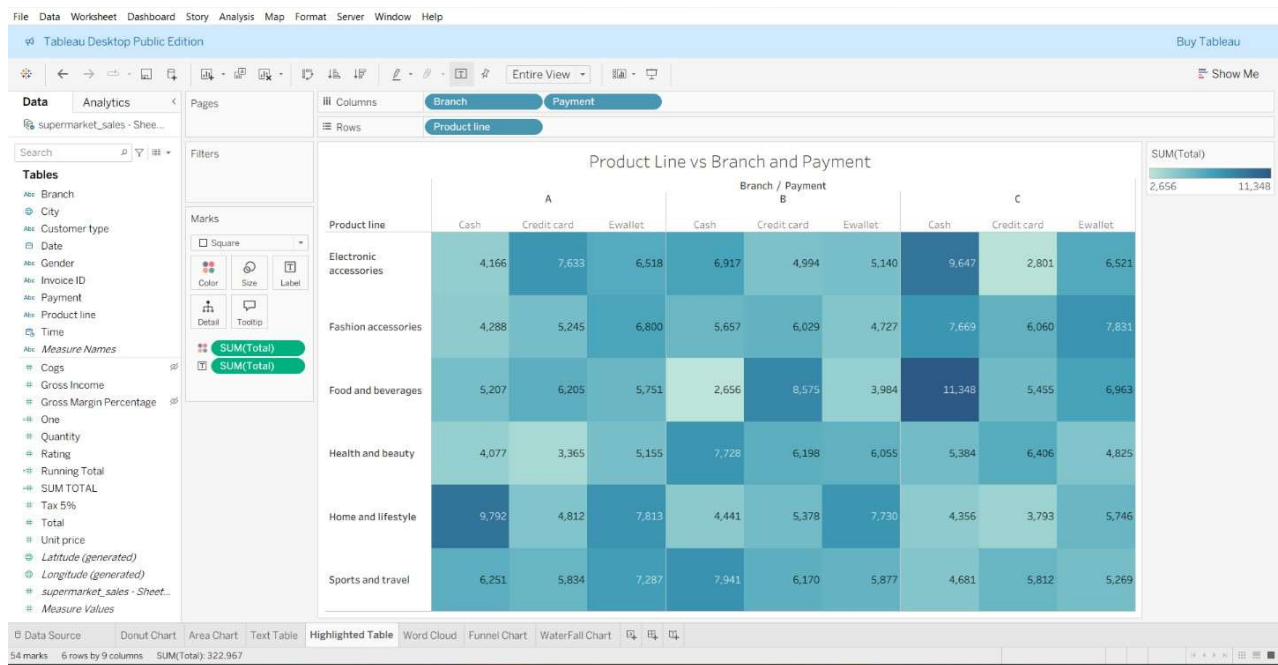 File Data Worksheet Dashboard Story Analysis Map Format Server Window Help
Tableau Desktop Public Edition
Buy Tableau
Entire View
Show Me
Data Analytics
supermarket_sales - Shee...
Search
Tables
Abc Branch
City
Abc Customer type
Date
Abc Gender
Abc Invoice ID
Abc Payment
Abc Product line
Time
Abc Measure Names
# Cogs
# Gross Income
# Gross Margin Percentage
=# One
# Quantity
# Rating
=# Running Total
=# SUM TOTAL
# Tax 5%
# Total
# Unit price
Latitude (generated)
Longitude (generated)
# supermarket_sales - Sheet...
# Measure Values
Pages
Filters
Marks
Square
Color Size Label
Detail Tooltip
SUM(Total)
SUM(Total)
iii Columns Branch Payment
Rows Product line
Product Line vs Branch and Payment
Branch / Payment
A B C
Product line Cash Credit card Ewallet Cash Credit card Ewallet Cash Credit card Ewallet
Electronic
accessories 4,166 7,633 6,518 6,917 4,994 5,140 9,647 2,801 6,521
Fashion accessories 4,288 5,245 6,800 5,657 6,029 4,727 7,669 6,060 7,831
Food and beverages 5,207 6,205 5,751 2,656 8,575 3,984 11,348 5,455 6,963
Health and beauty 4,077 3,365 5,155 7,728 6,198 6,055 5,384 6,406 4,825
Home and lifestyle 9,792 4,812 7,813 4,441 5,378 7,730 4,356 3,793 5,746
Sports and travel 6,251 5,834 7,287 7,941 6,170 5,877 4,681 5,812 5,269
SUM(Total)
2,656 11,348
Data Source Donut Chart Area Chart Text Table Highlighted Table Word Cloud Funnel Chart WaterFall Chart
54 marks 6 rows by 9 columns SUM(Total): 322,967